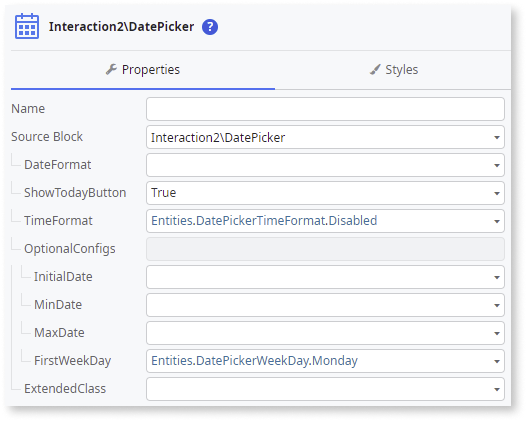 Interaction2\DatePicker ?
Properties Styles
Name
Source Block Interaction2\DatePicker
DateFormat
ShowTodayButton True
TimeFormat Entities.DatePickerTimeFormat.Disabled
OptionalConfigs
InitialDate
MinDate
MaxDate
FirstWeekDay Entities.DatePickerWeekDay.Monday
ExtendedClass